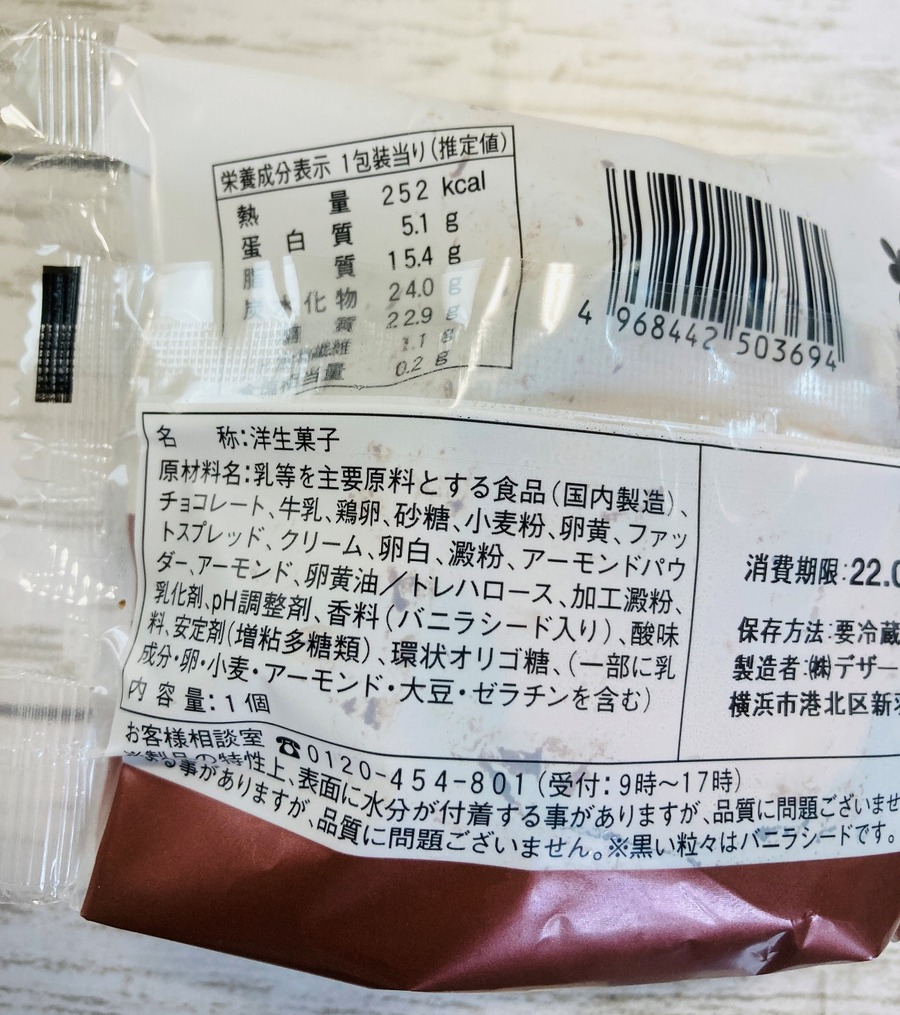 栄養成分表示 1包装当り(推定値)
熱量 252 kcal
蛋白質 5.1 g
脂質 15.4 g
炭水化物 24.0 g
糖質 22.9 g
1.1 g
相当量 0.2 g
4 968442 503694
名 称:洋生菓子
原材料名:乳等を主要原料とする食品(国内製造)、
チョコレート、牛乳、鶏卵、砂糖、小麦粉、卵黄、ファッ
トスプレッド、クリーム、卵白、澱粉、アーモンドパウ
ダー、アーモンド、卵黄油/トレハロース、加工澱粉、
乳化剤、pH調整剤、香料(バニラシード入り)、酸味
料、安定剤(増粘多糖類)、環状オリゴ糖、(一部に乳
成分・卵・小麦・アーモンド・大豆・ゼラチンを含む)
内 容 量:1個
消費期限:22.0
保存方法:要冷蔵
製造者:㈱デザー
横浜市港北区新羽
お客様相談室 ☎0120-454-801(受付:9時~17時)
の特性上、表面に水分が付着する事がありますが、品質に問題ございませ
る事がありますが、品質に問題ございません。※黒い粒々はバニラシードです。